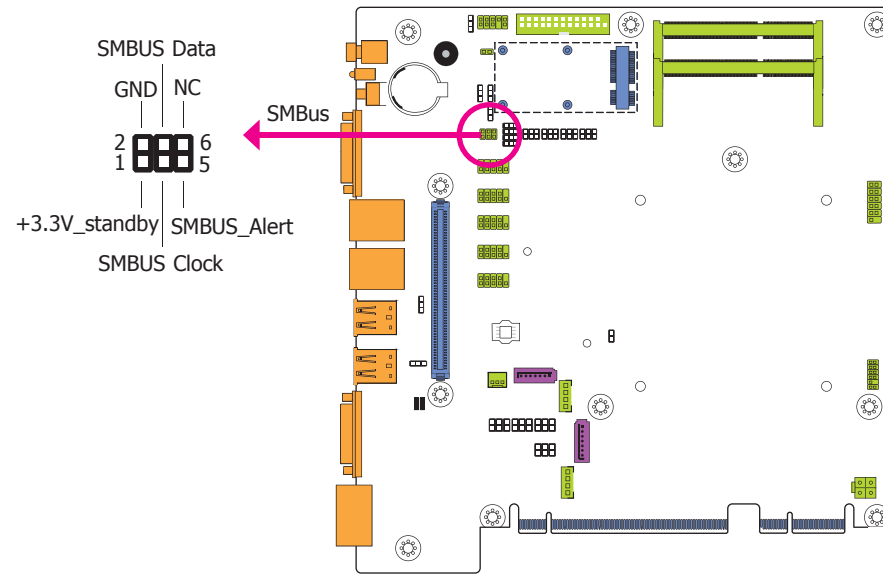 SMBUS Data
GND NC
SMBus
2 6
1 5
+3.3V_standby SMBUS_Alert
SMBUS Clock